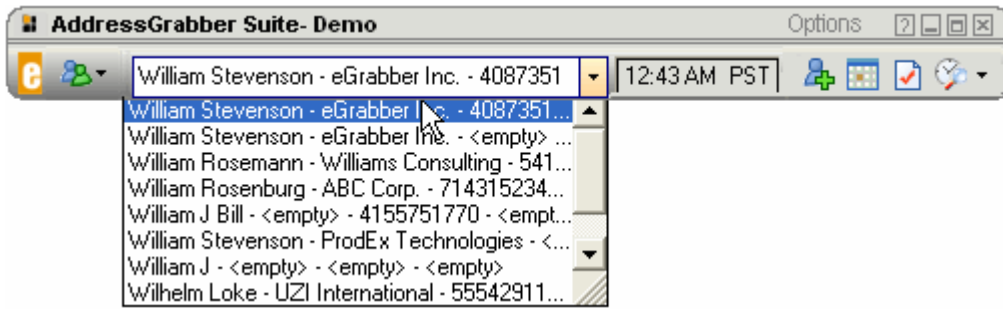 AddressGrabber Suite- Demo Options
e William Stevenson - eGrabber Inc. - 4087351 12:43 AM PST
William Stevenson - eGrabber Inc. - 4087351...
William Stevenson - eGrabber Inc. - <empty> ...
William Rosemann - Williams Consulting - 541...
William Rosenburg - ABC Corp. - 714315234...
William J Bill - <empty> - 4155751770 - <empt...
William Stevenson - ProdEx Technologies - <...
William J - <empty> - <empty> - <empty>
Wilhelm Loke - UZI International - 55542911...